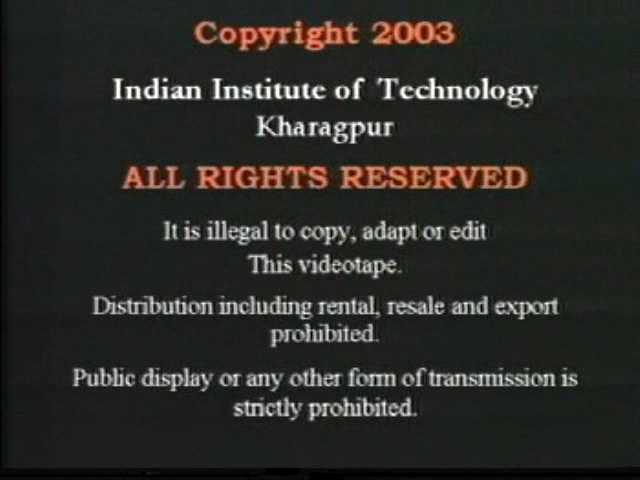 Copyright 2003
Indian Institute of Technology
Kharagpur
ALL RIGHTS RESERVED
It is illegal to copy, adapt or edit
This videotape.
Distribution including rental, resale and export
prohibited.
Public display or any other form of transmission is
strictly prohibited.